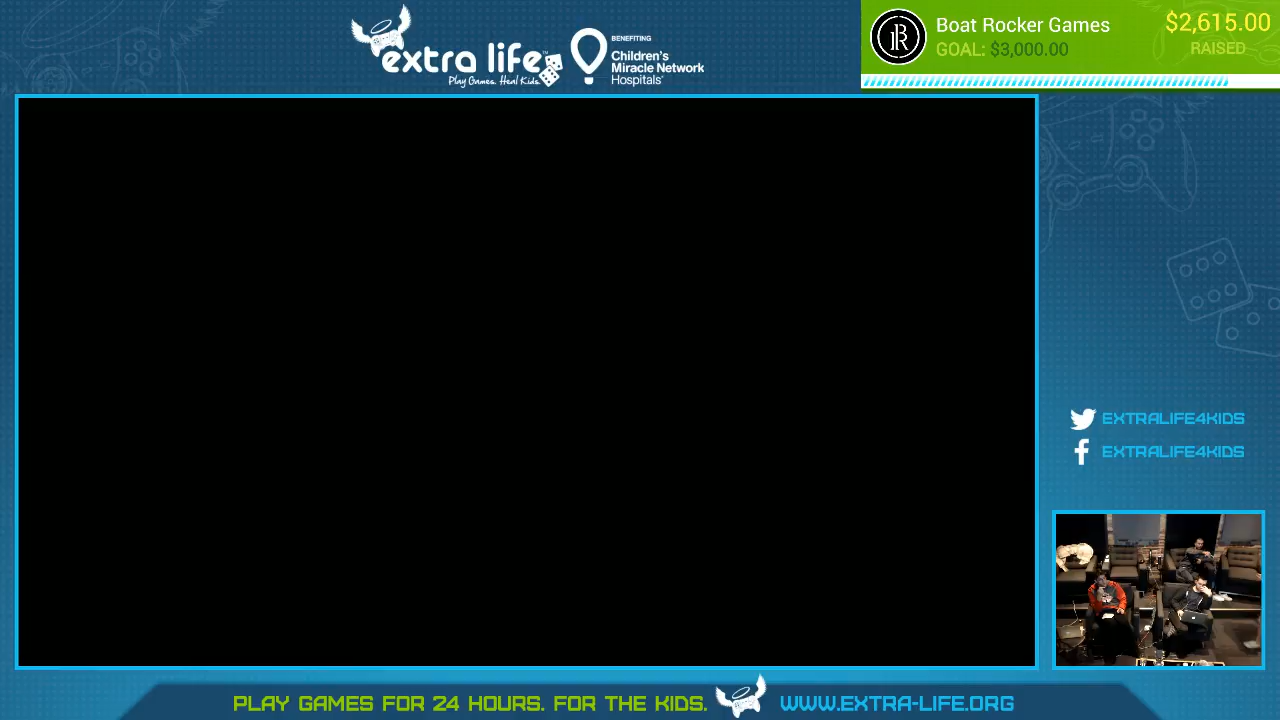 extra life™
Play Games. Heal Kids.
BENEFITING
Children's
Miracle Network
Hospitals®
Boat Rocker Games
GOAL: $3,000.00
$2,615.00
RAISED
EXTRALIFE4KIDS
EXTRALIFE4KIDS
PLAY GAMES FOR 24 HOURS. FOR THE KIDS.
WWW.EXTRA-LIFE.ORG